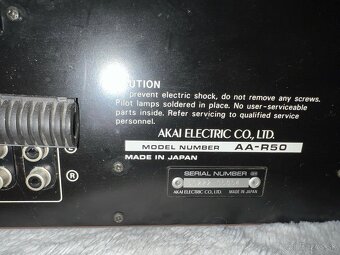 CAUTION
To prevent electric shock, do not remove any screws.
Pilot lamps soldered in place. No user-serviceable
parts inside. Refer servicing to qualified service
personnel.
AKAI ELECTRIC CO., LTD.
MODEL NUMBER AA-R50
MADE IN JAPAN
R
SERIAL NUMBER
AKAI ELECTRIC CO., LTD. MADE IN JAPAN